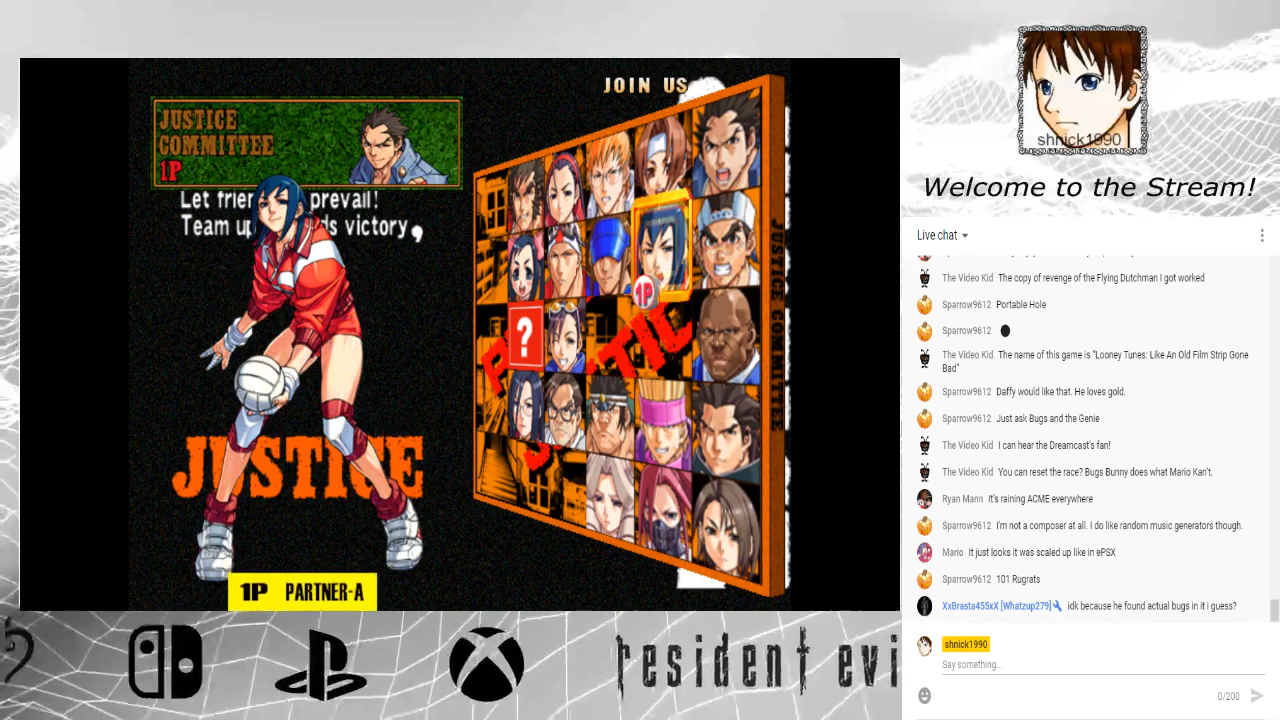 JOIN US
JUSTICE
COMMITTEE
1P
Let prevail!
Team victory,
1P
?
JUSTICE COMMITTEE
JUSTICE
1P PARTNER-A
resident evi
shnick1990
Welcome to the Stream!
Live chat
The Video Kid The copy of revenge of the Flying Dutchman I got worked
Sparrow9612 Portable Hole
Sparrow9612
The Video Kid The name of this game is "Looney Tunes: Like An Old Film Strip Gone
Bad"
Sparrow9612 Daffy would like that. He loves gold.
Sparrow9612 Just ask Bugs and the Genie
The Video Kid I can hear the Dreamcast's fan!
The Video Kid You can reset the race? Bugs Bunny does what Mario Kan't.
Ryan Mann It's raining ACME everywhere
Sparrow9612 I'm not a composer at all. I do like random music generators though.
Mario It just looks it was scaled up like in ePSX
Sparrow9612 101 Rugrats
XxBrasta455xX [Whatzup279] idk because he found actual bugs in it i guess?
shnick1990
Say something...
0/200